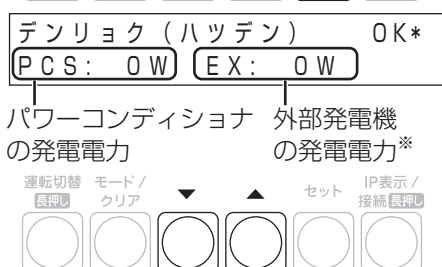 デンリョク(ハツデン) OK*
PCS: 0W EX: 0W
パワーコンディショナの発電電力
外部発電機の発電電力※
運転切替 長押し
モード/クリア
▼
▲
セット
IP表示/接続 長押し